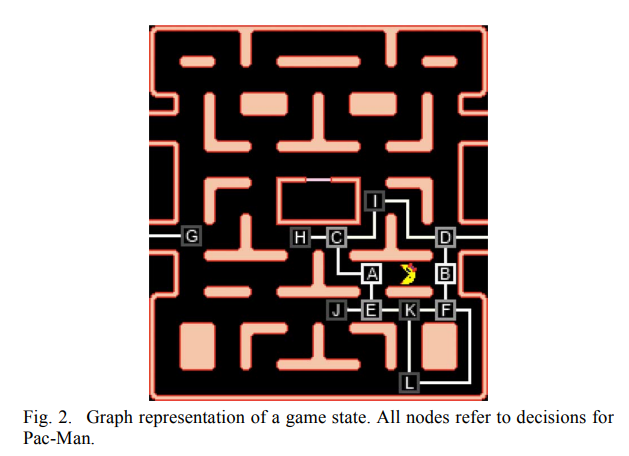 I
G
H
C
D
A
B
J
E
K
F
L
Fig. 2. Graph representation of a game state. All nodes refer to decisions for
Pac-Man.